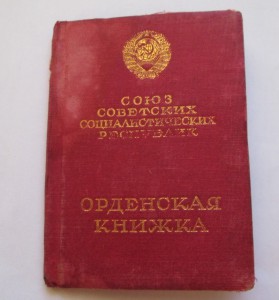 СОЮЗ
СОВЕТСКИХ
СОЦИАЛИСТИЧЕСКИХ
РЕСПУБЛИК
ОРДЕНСКАЯ
КНИЖКА